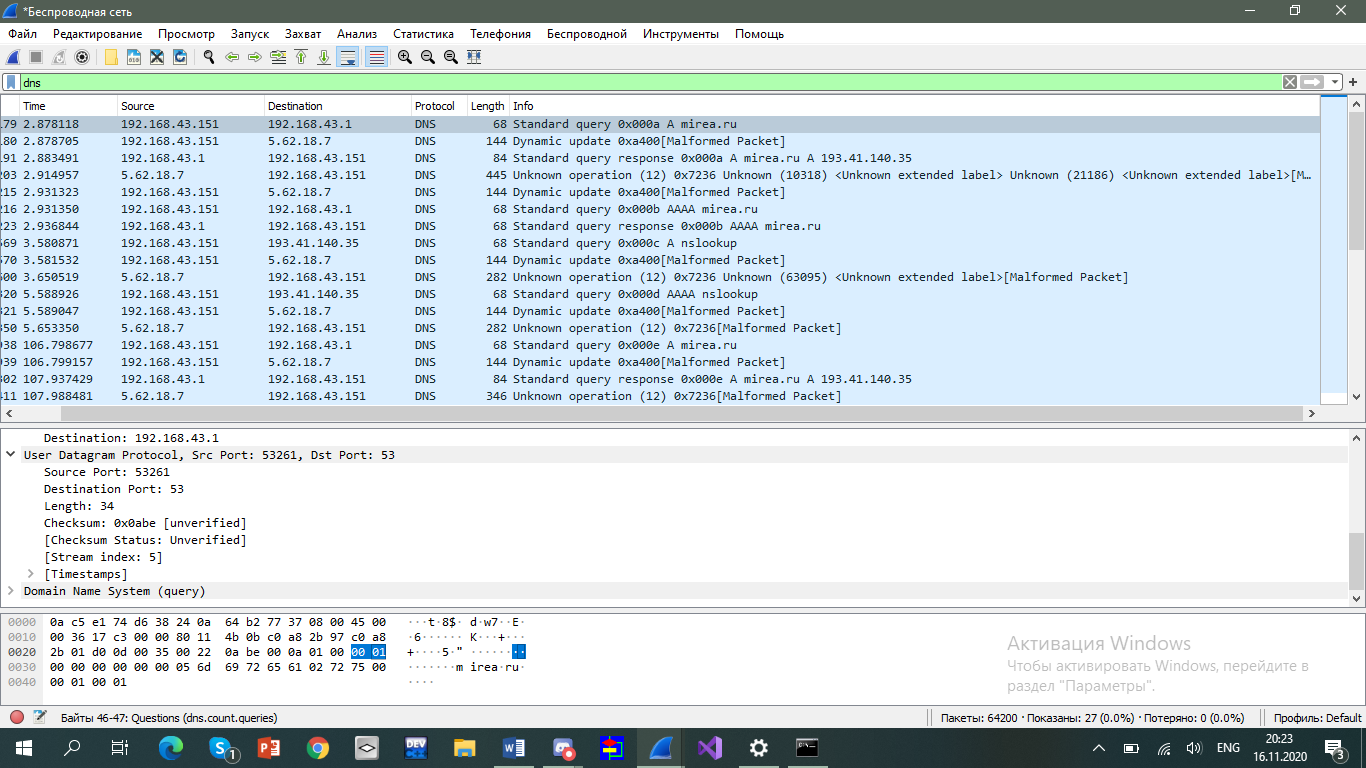 *Беспроводная сеть
Файл Редактирование Просмотр Запуск Захват Анализ Статистика Телефония Беспроводной Инструменты Помощь
dns
Time Source Destination Protocol Length Info
179 2.878118 192.168.43.151 192.168.43.1 DNS 68 Standard query 0x000a A mirea.ru
180 2.878705 192.168.43.151 5.62.18.7 DNS 144 Dynamic update 0xa400[Malformed Packet]
191 2.883491 192.168.43.1 192.168.43.151 DNS 84 Standard query response 0x000a A mirea.ru A 193.41.140.35
203 2.914957 5.62.18.7 192.168.43.151 DNS 445 Unknown operation (12) 0x7236 Unknown (10318) <Unknown extended label> Unknown (21186) <Unknown extended label>[M…
215 2.931323 192.168.43.151 5.62.18.7 DNS 144 Dynamic update 0xa400[Malformed Packet]
216 2.931350 192.168.43.151 192.168.43.1 DNS 68 Standard query 0x000b AAAA mirea.ru
223 2.936844 192.168.43.1 192.168.43.151 DNS 68 Standard query response 0x000b AAAA mirea.ru
569 3.580871 192.168.43.151 193.41.140.35 DNS 68 Standard query 0x000c A nslookup
570 3.581532 192.168.43.151 5.62.18.7 DNS 144 Dynamic update 0xa400[Malformed Packet]
500 3.650519 5.62.18.7 192.168.43.151 DNS 282 Unknown operation (12) 0x7236 Unknown (63095) <Unknown extended label>[Malformed Packet]
320 5.588926 192.168.43.151 193.41.140.35 DNS 68 Standard query 0x000d AAAA nslookup
321 5.589047 192.168.43.151 5.62.18.7 DNS 144 Dynamic update 0xa400[Malformed Packet]
350 5.653350 5.62.18.7 192.168.43.151 DNS 282 Unknown operation (12) 0x7236[Malformed Packet]
938 106.798677 192.168.43.151 192.168.43.1 DNS 68 Standard query 0x000e A mirea.ru
939 106.799157 192.168.43.151 5.62.18.7 DNS 144 Dynamic update 0xa400[Malformed Packet]
302 107.937429 192.168.43.1 192.168.43.151 DNS 84 Standard query response 0x000e A mirea.ru A 193.41.140.35
411 107.988481 5.62.18.7 192.168.43.151 DNS 346 Unknown operation (12) 0x7236[Malformed Packet]
Destination: 192.168.43.1
User Datagram Protocol, Src Port: 53261, Dst Port: 53
Source Port: 53261
Destination Port: 53
Length: 34
Checksum: 0x0abe [unverified]
[Checksum Status: Unverified]
[Stream index: 5]
[Timestamps]
Domain Name System (query)
0000 0a c5 e1 74 d6 38 24 0a 64 b2 77 37 08 00 45 00 ···t·8$· d·w7··E·
0010 00 36 17 c3 00 00 80 11 4b 0b c0 a8 2b 97 c0 a8 ·6······ K···+···
0020 2b 01 d0 0d 00 35 00 22 0a be 00 0a 01 00 00 01 +····5·" ········
0030 00 00 00 00 00 00 05 6d 69 72 65 61 02 72 75 00 ·······m irea·ru·
0040 00 01 00 01 ····
Активация Windows
Чтобы активировать Windows, перейдите в
раздел "Параметры".
Байты 46-47: Questions (dns.count.queries)
Пакеты: 64200 · Показаны: 27 (0.0%) · Потеряно: 0 (0.0%)
Профиль: Default
ENG
20:23
16.11.2020